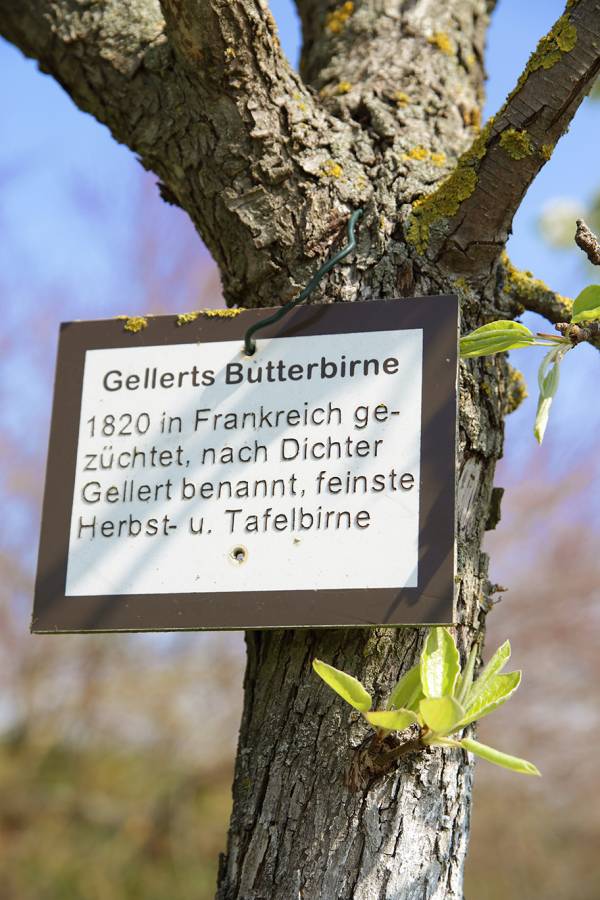 Gellerts Butterbirne
1820 in Frankreich ge-
züchtet, nach Dichter
Gellert benannt, feinste
Herbst- u. Tafelbirne